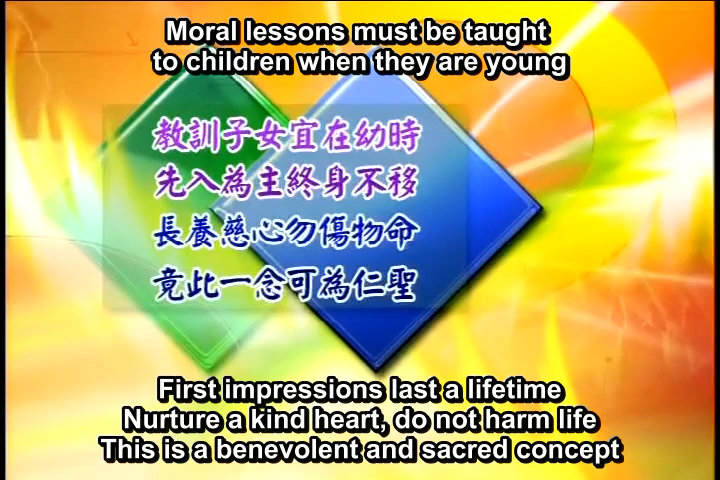 Moral lessons must be taught
to children when they are young
教訓子女宜在幼時
先入為主終身不移
長養慈心勿傷物命
竟此一念可為仁聖
First impressions last a lifetime
Nurture a kind heart, do not harm life
This is a benevolent and sacred concept